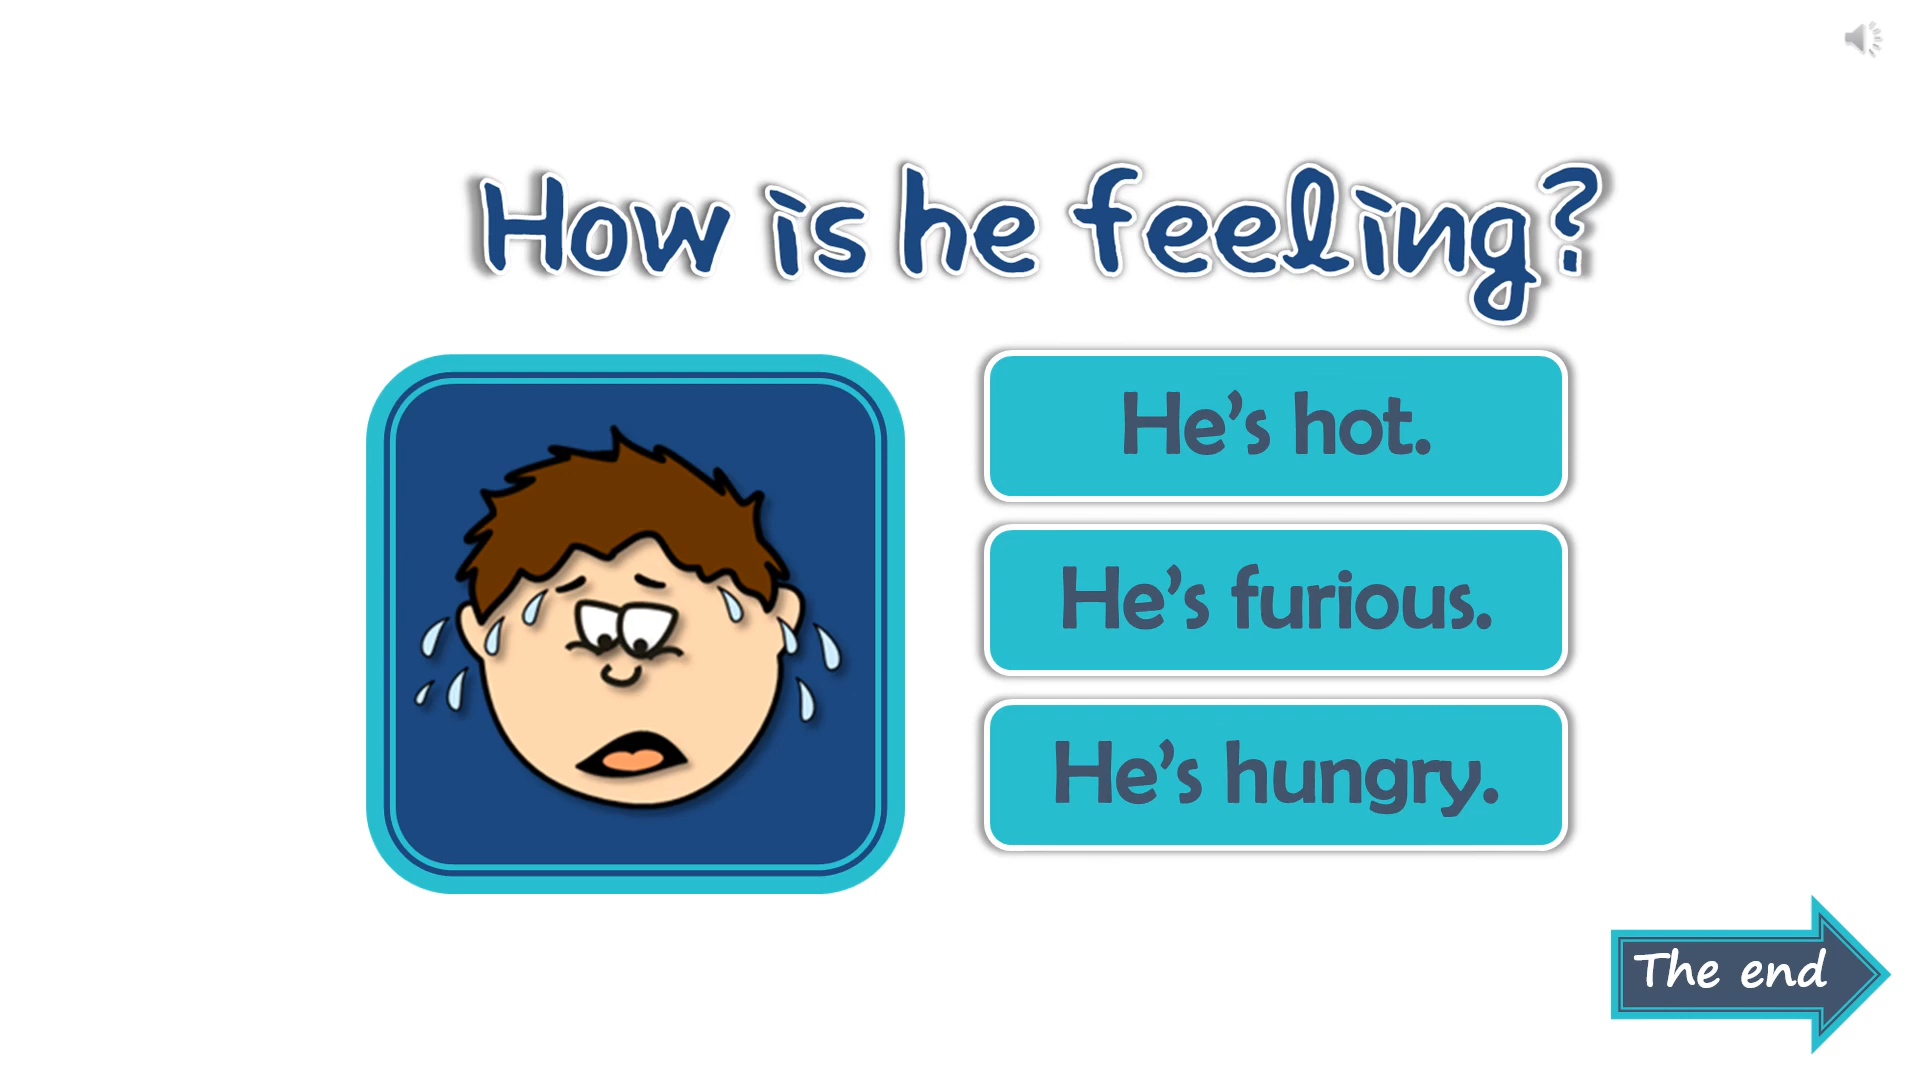 How is he feeling?
He’s hot.
He’s furious.
He’s hungry.
The end